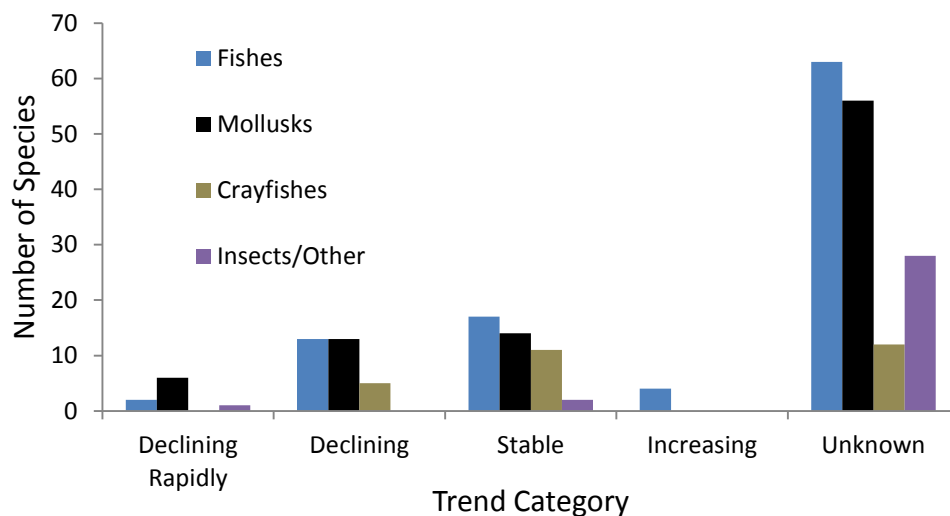 70
60
50
40
30
20
10
0
Number of Species
Fishes
Mollusks
Crayfishes
Insects/Other
Declining
Rapidly
Declining
Stable
Increasing
Unknown
Trend Category